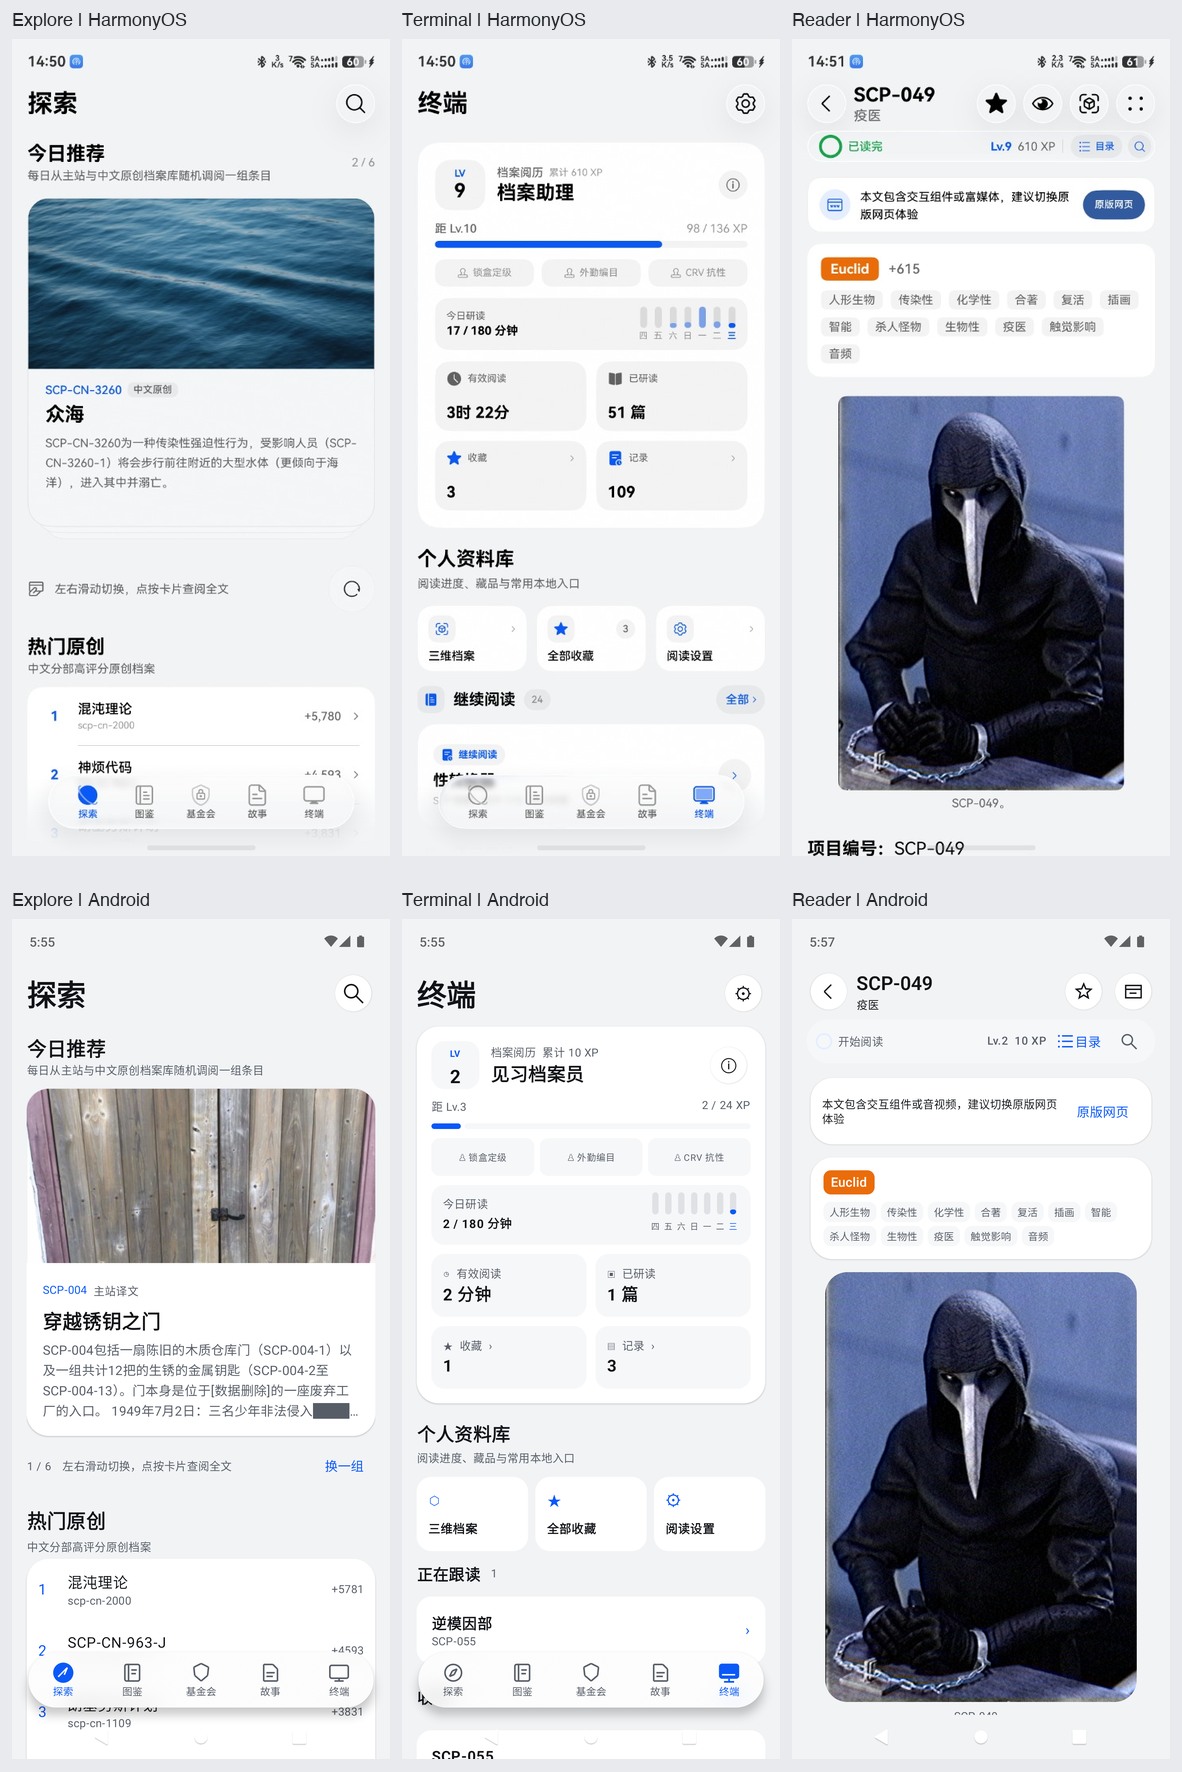 Explore | HarmonyOS
14:50
3 K/s
7
5A
5A
60
探索
今日推荐
每日从主站与中文原创档案库随机调阅一组条目
2 / 6
SCP-CN-3260 中文原创
众海
SCP-CN-3260为一种传染性强迫性行为，受影响人员（SCP-
CN-3260-1）将会步行前往附近的大型水体（更倾向于海
洋），进入其中并溺亡。
左右滑动切换，点按卡片查阅全文
热门原创
中文分部高评分原创档案
1 混沌理论 +5,780
scp-cn-2000
2 神烦代码 +4,593
3 +3,831
探索 图鉴 基金会 故事 终端
Terminal | HarmonyOS
14:50
3.5 K/s
7
5A
5A
60
终端
LV
9
档案阅历 累计 610 XP
档案助理
距 Lv.10 98 / 136 XP
锁盒定级 外勤编目 CRV 抗性
今日研读
17 / 180 分钟
四 五 六 日 一 二 三
有效阅读
3时 22分
已研读
51 篇
收藏
3
记录
109
个人资料库
阅读进度、藏品与常用本地入口
三维档案
全部收藏 3
阅读设置
继续阅读 24 全部
继续阅读
探索 图鉴 基金会 故事 终端
Reader | HarmonyOS
14:51
2.3 K/s
7
5A
5A
61
SCP-049
疫医
已读完 Lv.9 610 XP 目录
本文包含交互组件或富媒体，建议切换原
版网页体验
原版网页
Euclid +615
人形生物 传染性 化学性 合著 复活 插画
智能 杀人怪物 生物性 疫医 触觉影响
音频
SCP-049。
项目编号：SCP-049
Explore | Android
5:55
探索
今日推荐
每日从主站与中文原创档案库随机调阅一组条目
SCP-004 主站译文
穿越锈钥之门
SCP-004包括一扇陈旧的木质仓库门（SCP-004-1）以
及一组共计12把的生锈的金属钥匙（SCP-004-2至
SCP-004-13）。门本身是位于[数据删除]的一座废弃工
厂的入口。 1949年7月2日：三名少年非法侵入████...
1 / 6 左右滑动切换，点按卡片查阅全文 换一组
热门原创
中文分部高评分原创档案
1 混沌理论 +5781
scp-cn-2000
2 SCP-CN-963-J +4593
探索 图鉴 基金会 故事 终端
3 +3831
scp-cn-1109
Terminal | Android
5:55
终端
LV
2
档案阅历 累计 10 XP
见习档案员
距 Lv.3 2 / 24 XP
锁盒定级 外勤编目 CRV 抗性
今日研读
2 / 180 分钟
四 五 六 日 一 二 三
有效阅读
2 分钟
已研读
1 篇
收藏 ›
1
记录 ›
3
个人资料库
阅读进度、藏品与常用本地入口
三维档案
全部收藏
阅读设置
正在跟读 1
逆模因部
SCP-055
探索 图鉴 基金会 故事 终端
SCP-055
Reader | Android
5:57
SCP-049
疫医
开始阅读 Lv.2 10 XP 目录
本文包含交互组件或音视频，建议切换原版网页
体验
原版网页
Euclid
人形生物 传染性 化学性 合著 复活 插画 智能
杀人怪物 生物性 疫医 触觉影响 音频